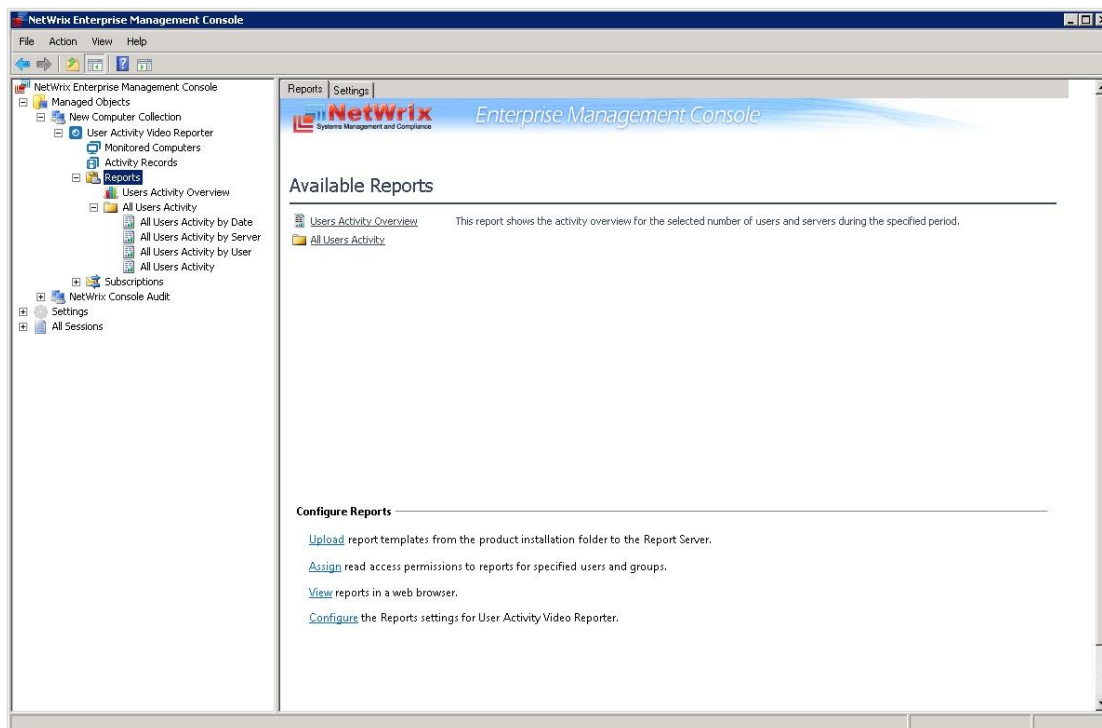 NetWrix Enterprise Management Console
File Action View Help
NetWrix Enterprise Management Console
Managed Objects
New Computer Collection
User Activity Video Reporter
Monitored Computers
Activity Records
Reports
Users Activity Overview
All Users Activity
All Users Activity by Date
All Users Activity by Server
All Users Activity by User
All Users Activity
Subscriptions
NetWrix Console Audit
Settings
All Sessions
Reports Settings
NetWrix
Systems Management and Compliance
Enterprise Management Console
Available Reports
Users Activity Overview This report shows the activity overview for the selected number of users and servers during the specified period.
All Users Activity
Configure Reports
Upload report templates from the product installation folder to the Report Server.
Assign read access permissions to reports for specified users and groups.
View reports in a web browser.
Configure the Reports settings for User Activity Video Reporter.